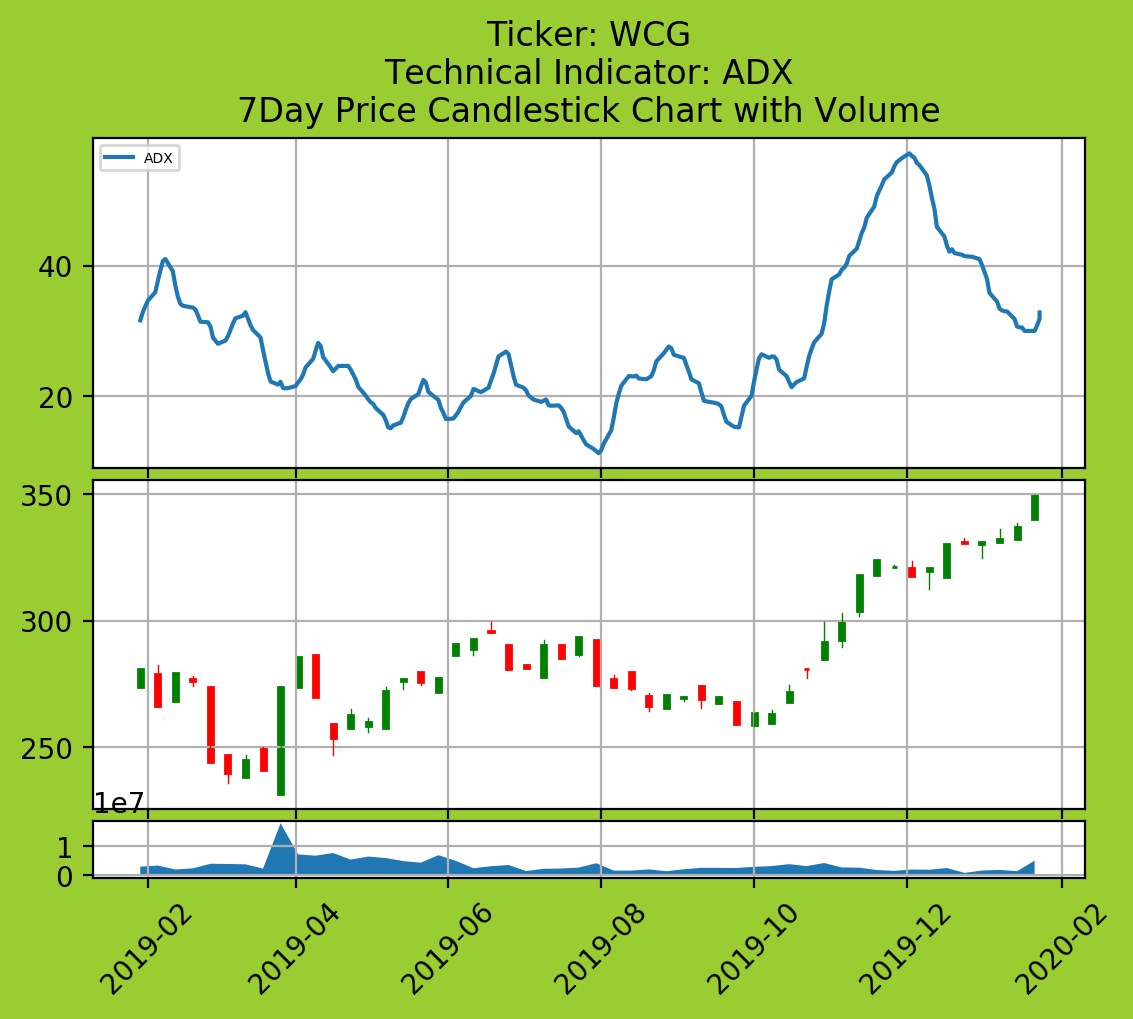 Ticker: WCG
Technical Indicator: ADX
7Day Price Candlestick Chart with Volume
ADX
40
20
350
300
250
1e7
1
0
2019-02
2019-04
2019-06
2019-08
2019-10
2019-12
2020-02